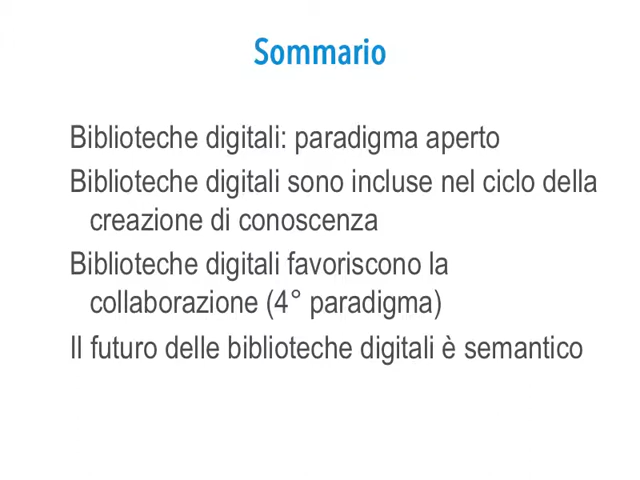 Sommario
Biblioteche digitali: paradigma aperto
Biblioteche digitali sono incluse nel ciclo della
creazione di conoscenza
Biblioteche digitali favoriscono la
collaborazione (4° paradigma)
Il futuro delle biblioteche digitali è semantico